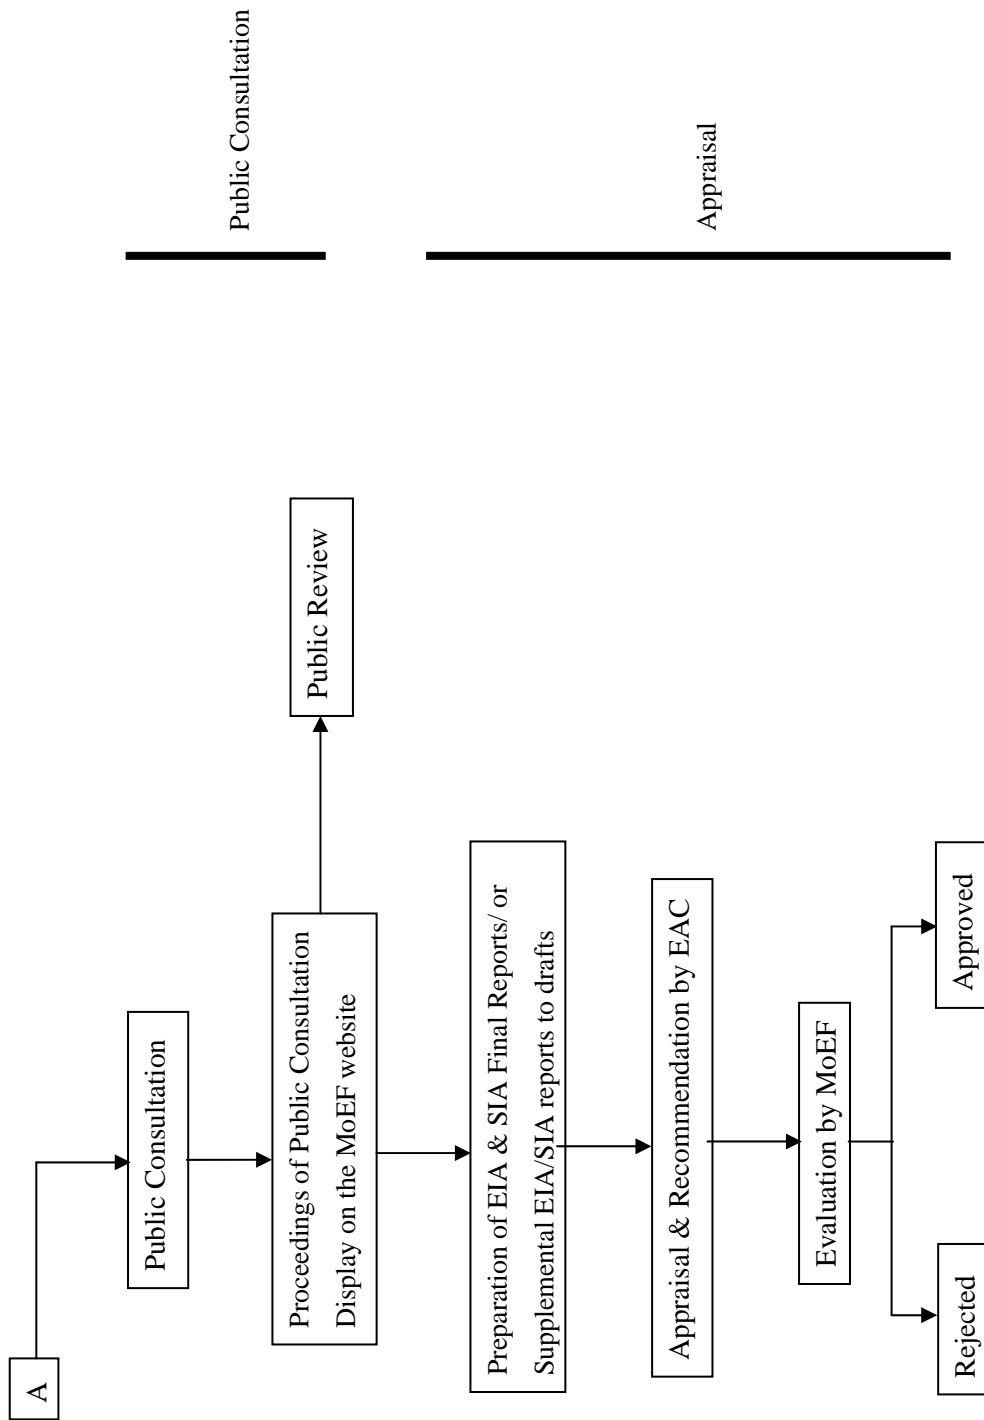 A
Public Consultation
Public Consultation
Proceedings of Public Consultation
Display on the MoEF website
Public Review
Preparation of EIA & SIA Final Reports/ or
Supplemental EIA/SIA reports to drafts
Appraisal
Appraisal & Recommendation by EAC
Evaluation by MoEF
Rejected
Approved